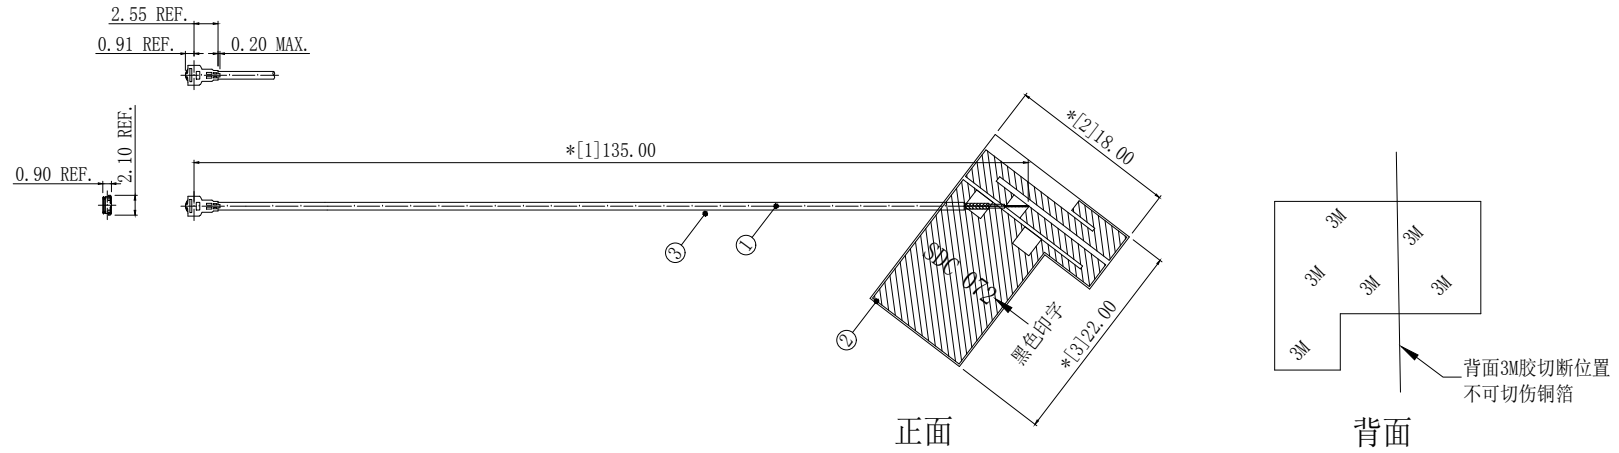 2.55 REF.
0.91 REF.
0.20 MAX.
2.10 REF.
0.90 REF.
*[1]135.00
*[2]18.00
*[3]22.00
①
③
②
SDC 072
黑色印字
正面
3M
3M
3M
3M
3M
3M
背面3M胶切断位置
不可切伤铜箔
背面